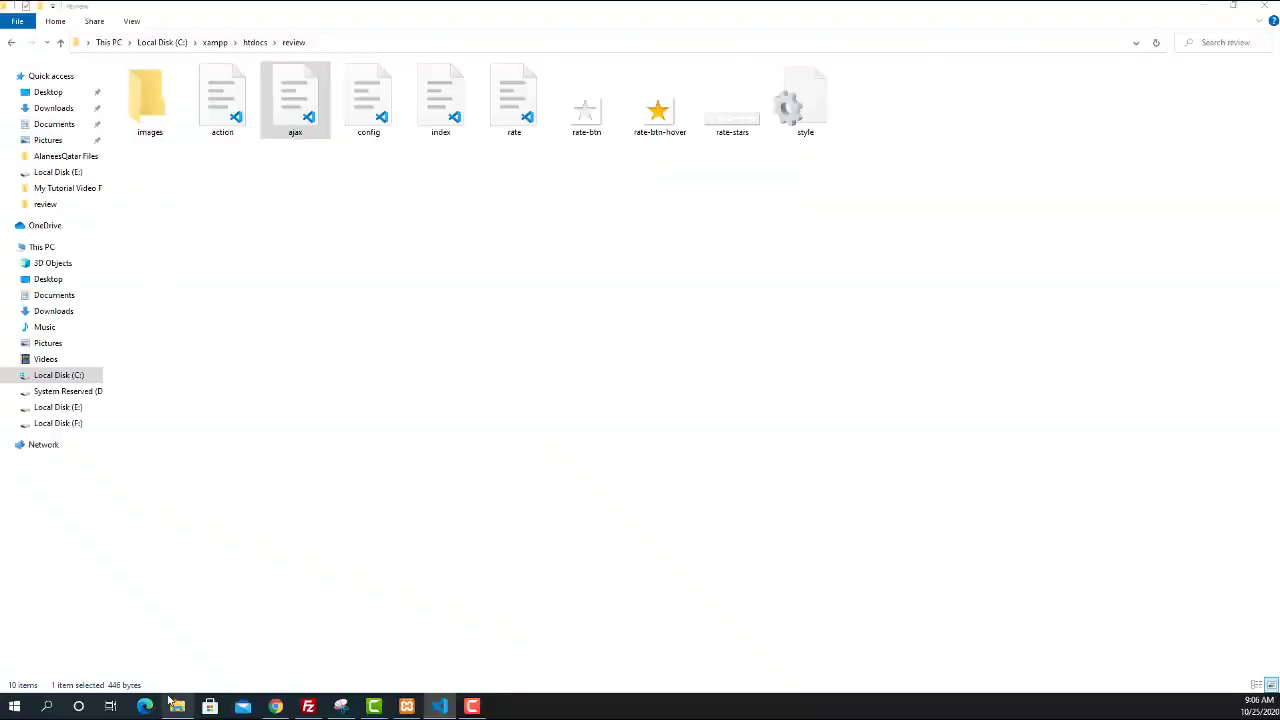 review
File Home Share View
This PC Local Disk (C:) xampp htdocs review Search review
Quick access
Desktop
Downloads
Documents
Pictures
AlaneesQatar Files
Local Disk (E:)
My Tutorial Video F
review
OneDrive
This PC
3D Objects
Desktop
Documents
Downloads
Music
Pictures
Videos
Local Disk (C:)
System Reserved (D
Local Disk (E:)
Local Disk (F:)
Network
images action ajax config index rate rate-btn rate-btn-hover rate-stars style
10 items 1 item selected 446 bytes
9:06 AM
10/25/2020